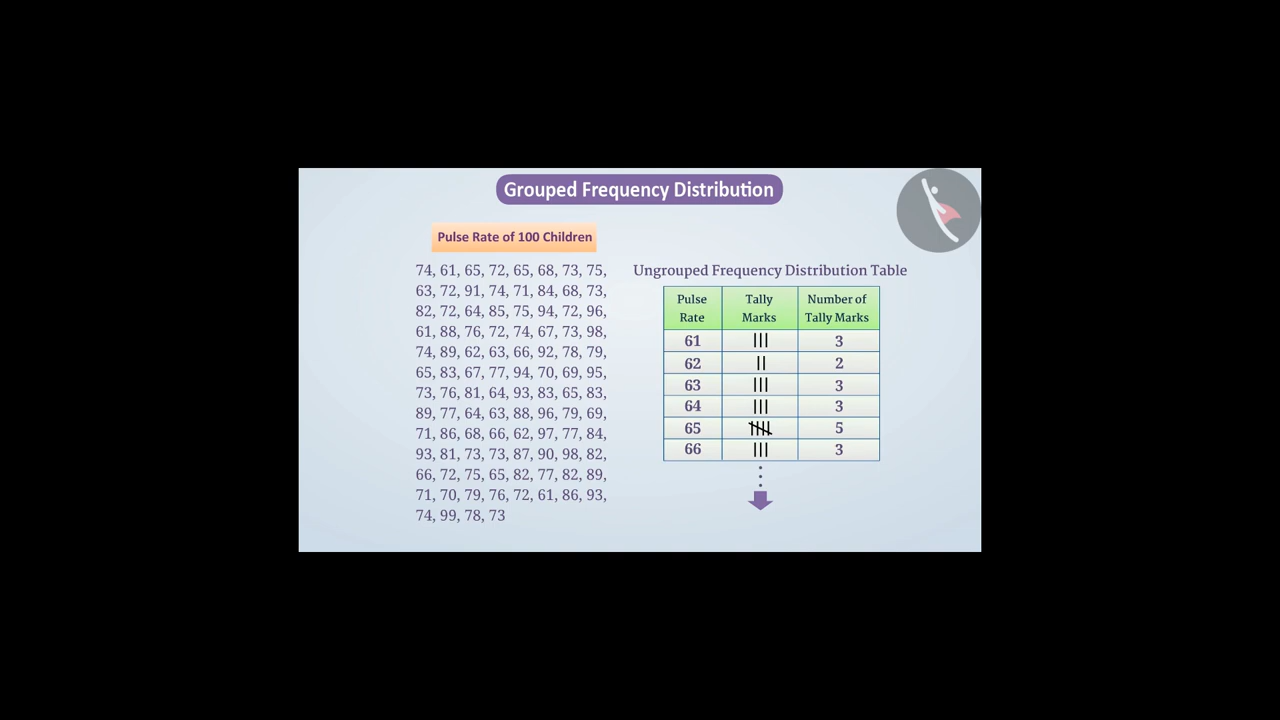 Grouped Frequency Distribution
Pulse Rate of 100 Children
74, 61, 65, 72, 65, 68, 73, 75,
63, 72, 91, 74, 71, 84, 68, 73,
82, 72, 64, 85, 75, 94, 72, 96,
61, 88, 76, 72, 74, 67, 73, 98,
74, 89, 62, 63, 66, 92, 78, 79,
65, 83, 67, 77, 94, 70, 69, 95,
73, 76, 81, 64, 93, 83, 65, 83,
89, 77, 64, 63, 88, 96, 79, 69,
71, 86, 68, 66, 62, 97, 77, 84,
93, 81, 73, 73, 87, 90, 98, 82,
66, 72, 75, 65, 82, 77, 82, 89,
71, 70, 79, 76, 72, 61, 86, 93,
74, 99, 78, 73
Ungrouped Frequency Distribution Table
Pulse Rate Tally Marks Number of Tally Marks
61 3
62 2
63 3
64 3
65 5
66 3